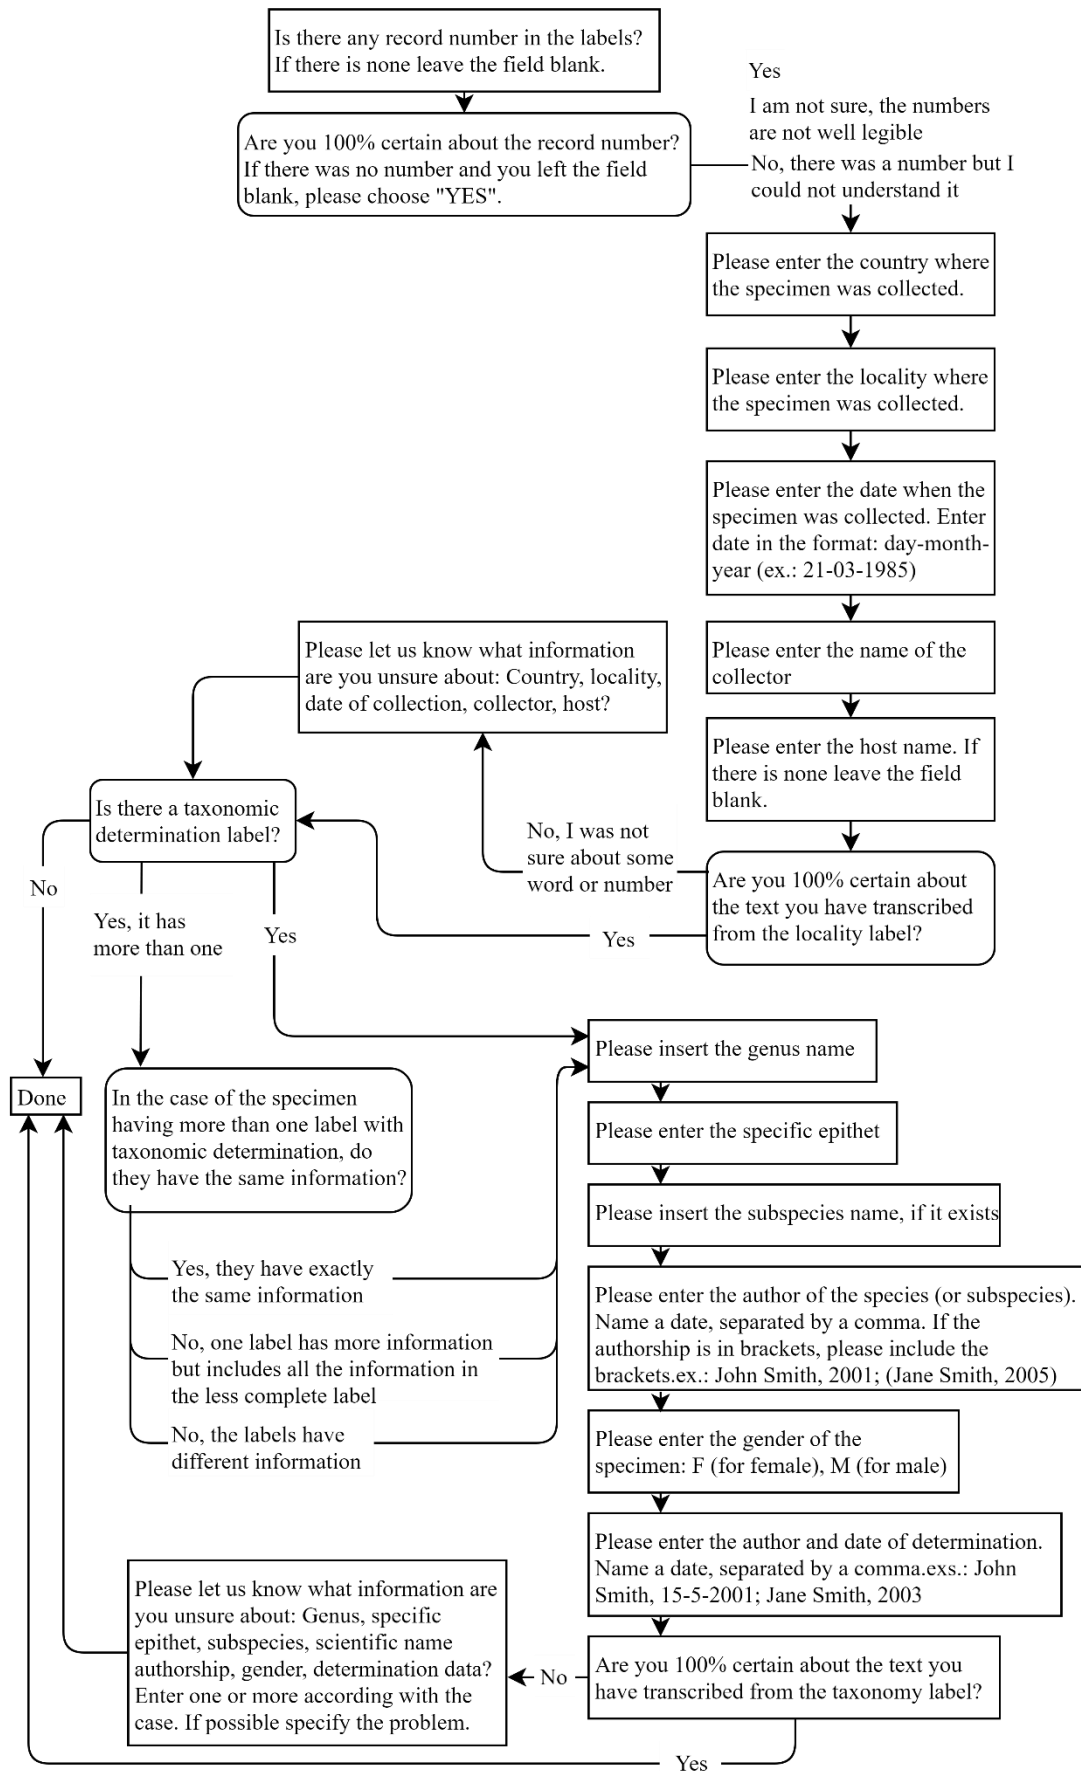 Is there any record number in the labels?
If there is none leave the field blank.
Are you 100% certain about the record number?
If there was no number and you left the field
blank, please choose "YES".
Yes
I am not sure, the numbers
are not well legible
No, there was a number but I
could not understand it
Please enter the country where
the specimen was collected.
Please enter the locality where
the specimen was collected.
Please enter the date when the
specimen was collected. Enter
date in the format: day-month-
year (ex.: 21-03-1985)
Please enter the name of the
collector
Please enter the host name. If
there is none leave the field
blank.
Are you 100% certain about
the text you have transcribed
from the locality label?
No, I was not
sure about some
word or number
Yes
Please let us know what information
are you unsure about: Country, locality,
date of collection, collector, host?
Is there a taxonomic
determination label?
No
Yes, it has
more than one
Yes
Done
In the case of the specimen
having more than one label with
taxonomic determination, do
they have the same information?
Yes, they have exactly
the same information
No, one label has more information
but includes all the information in
the less complete label
No, the labels have
different information
Please insert the genus name
Please enter the specific epithet
Please insert the subspecies name, if it exists
Please enter the author of the species (or subspecies).
Name a date, separated by a comma. If the
authorship is in brackets, please include the
brackets.ex.: John Smith, 2001; (Jane Smith, 2005)
Please enter the gender of the
specimen: F (for female), M (for male)
Please enter the author and date of determination.
Name a date, separated by a comma.exs.: John
Smith, 15-5-2001; Jane Smith, 2003
Are you 100% certain about the text you
have transcribed from the taxonomy label?
No
Please let us know what information are
you unsure about: Genus, specific
epithet, subspecies, scientific name
authorship, gender, determination data?
Enter one or more according with the
case. If possible specify the problem.
Yes